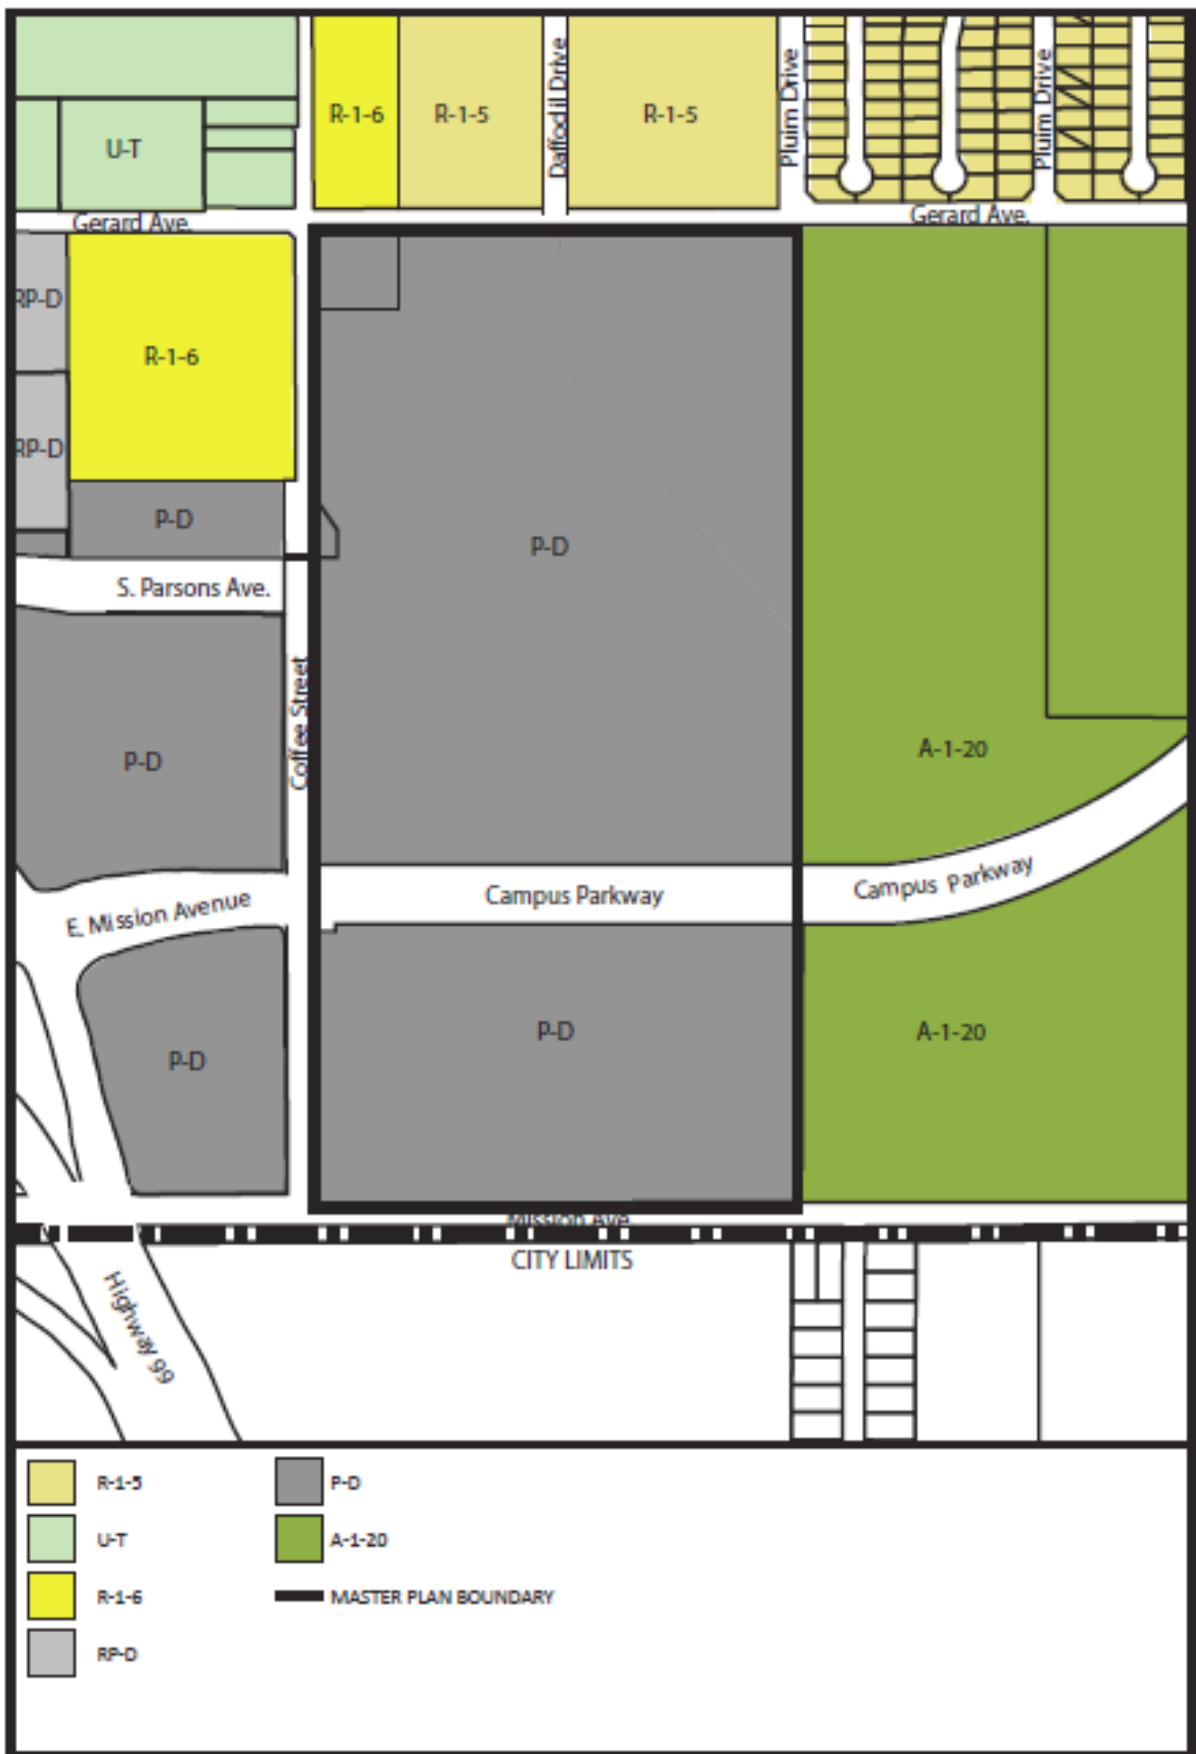 R-1-6
R-1-5
Daffodil Drive
R-1-5
Pluim Drive
Pluim Drive
U-T
Gerard Ave.
Gerard Ave.
RP-D
R-1-6
RP-D
P-D
P-D
S. Parsons Ave.
Coffee Street
P-D
A-1-20
E. Mission Avenue
Campus Parkway
Campus Parkway
P-D
P-D
A-1-20
Mission Ave.
CITY LIMITS
Highway 99
R-1-5
P-D
U-T
A-1-20
R-1-6
MASTER PLAN BOUNDARY
RP-D